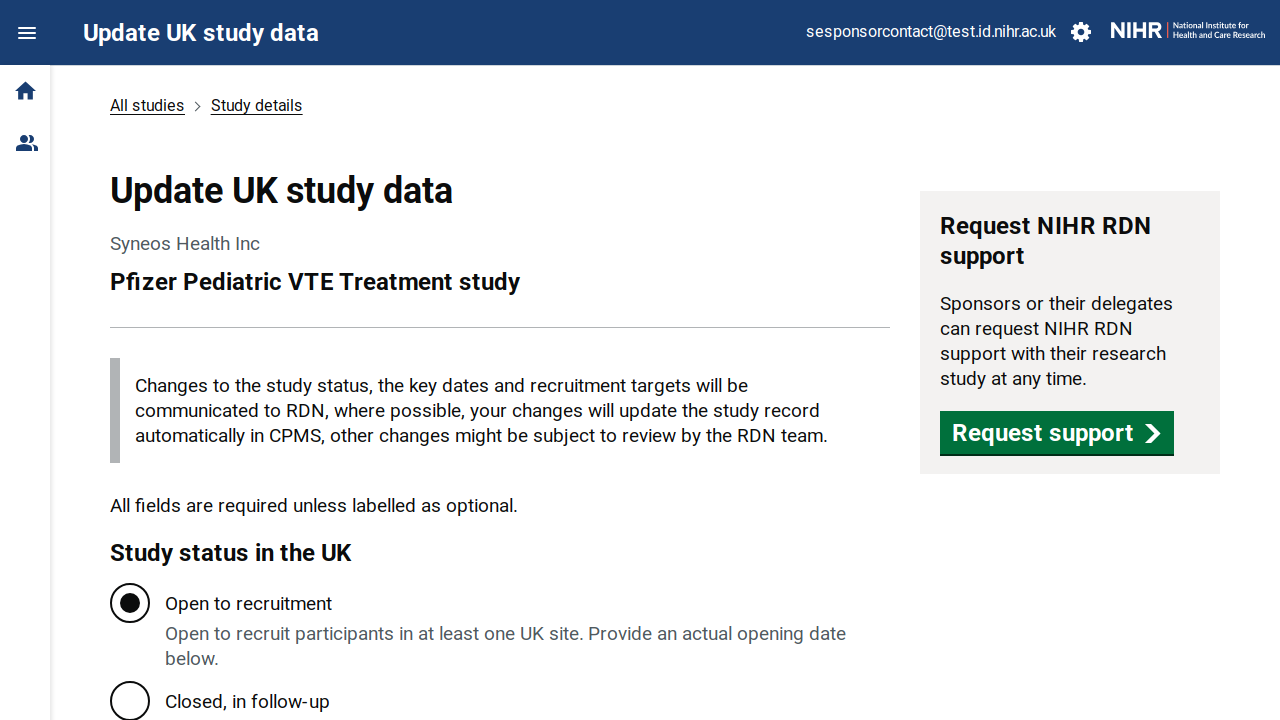 Update UK study data
sesponsorcontact@test.id.nihr.ac.uk
NIHR National Institute for
Health and Care Research
All studies
Study details
Update UK study data
Syneos Health Inc
Pfizer Pediatric VTE Treatment study
Changes to the study status, the key dates and recruitment targets will be
communicated to RDN, where possible, your changes will update the study record
automatically in CPMS, other changes might be subject to review by the RDN team.
All fields are required unless labelled as optional.
Study status in the UK
Open to recruitment
Open to recruit participants in at least one UK site. Provide an actual opening date
below.
Closed, in follow-up
Request NIHR RDN
support
Sponsors or their delegates
can request NIHR RDN
support with their research
study at any time.
Request support